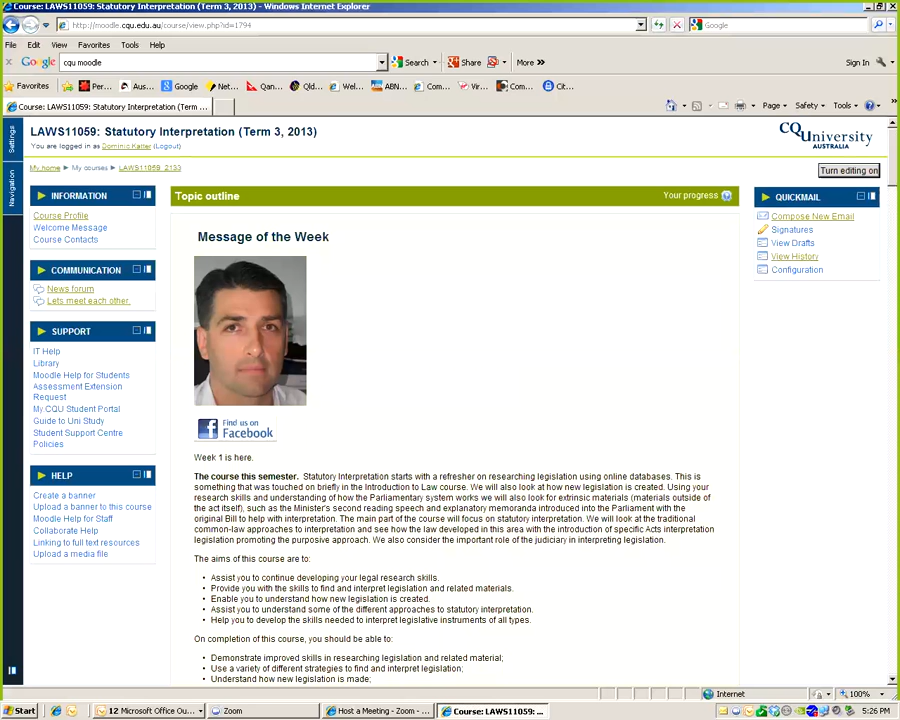 Course: LAWS11059: Statutory Interpretation (Term 3, 2013) - Windows Internet Explorer
http://moodle.cqu.edu.au/course/view.php?id=1794
Google
File Edit View Favorites Tools Help
Google cqu moodle Search Share More >> Sign In
Favorites Per... Aus... Google Net... Qan... Qld... Wel... ABN... Com... Vir... Com... Cit...
Course: LAWS11059: Statutory Interpretation (Term ...
Page Safety Tools
Settings
Navigation
LAWS11059: Statutory Interpretation (Term 3, 2013)
You are logged in as Dominic Katter (Logout)
CQUniversity
AUSTRALIA
My home ► My courses ► LAWS11059_2133
Turn editing on
INFORMATION
Course Profile
Welcome Message
Course Contacts
COMMUNICATION
News forum
Lets meet each other
SUPPORT
IT Help
Library
Moodle Help for Students
Assessment Extension
Request
My CQU Student Portal
Guide to Uni Study
Student Support Centre
Policies
HELP
Create a banner
Upload a banner to this course
Moodle Help for Staff
Collaborate Help
Linking to full text resources
Upload a media file
Topic outline
Your progress
Message of the Week
Find us on
Facebook
Week 1 is here.
The course this semester. Statutory Interpretation starts with a refresher on researching legislation using online databases. This is
something that was touched on briefly in the Introduction to Law course. We will also look at how new legislation is created. Using your
research skills and understanding of how the Parliamentary system works we will also look for extrinsic materials (materials outside of
the act itself), such as the Minister's second reading speech and explanatory memoranda introduced into the Parliament with the
original Bill to help with interpretation. The main part of the course will focus on statutory interpretation. We will look at the traditional
common-law approaches to interpretation and see how the law developed in this area with the introduction of specific Acts interpretation
legislation promoting the purposive approach. We also consider the important role of the judiciary in interpreting legislation.
The aims of this course are to:
• Assist you to continue developing your legal research skills.
• Provide you with the skills to find and interpret legislation and related materials.
• Enable you to understand how new legislation is created.
• Assist you to understand some of the different approaches to statutory interpretation.
• Help you to develop the skills needed to interpret legislative instruments of all types.
On completion of this course, you should be able to:
• Demonstrate improved skills in researching legislation and related material;
• Use a variety of different strategies to find and interpret legislation;
• Understand how new legislation is made;
QUICKMAIL
Compose New Email
Signatures
View Drafts
View History
Configuration
Internet
100%
Start
12 Microsoft Office Ou...
Zoom
Host a Meeting - Zoom - ...
Course: LAWS11059: ...
5:26 PM